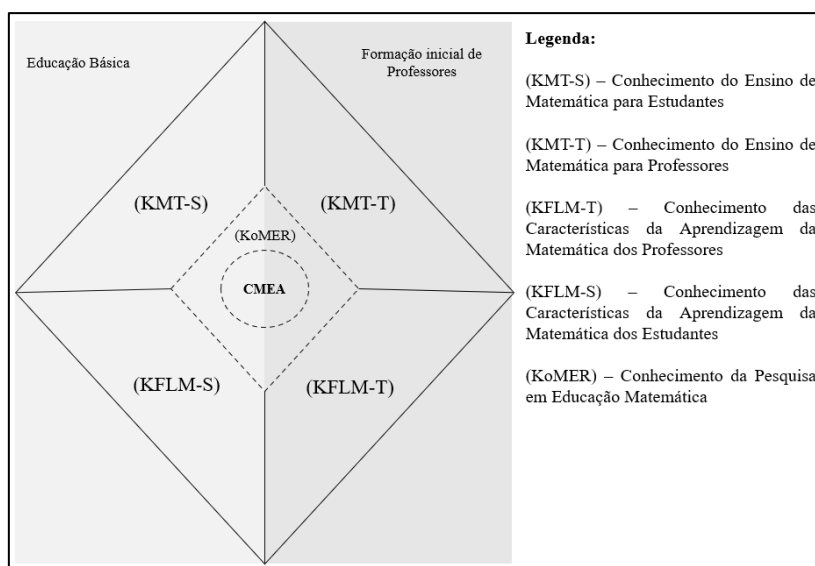 Educação Básica
Formação inicial de
Professores
(KMT-S)
(KMT-T)
(KoMER)
CMEA
(KFLM-S)
(KFLM-T)
Legenda:
(KMT-S) – Conhecimento do Ensino de
Matemática para Estudantes
(KMT-T) – Conhecimento do Ensino de
Matemática para Professores
(KFLM-T) – Conhecimento das
Características da Aprendizagem da
Matemática dos Professores
(KFLM-S) – Conhecimento das
Características da Aprendizagem da
Matemática dos Estudantes
(KoMER) – Conhecimento da Pesquisa
em Educação Matemática